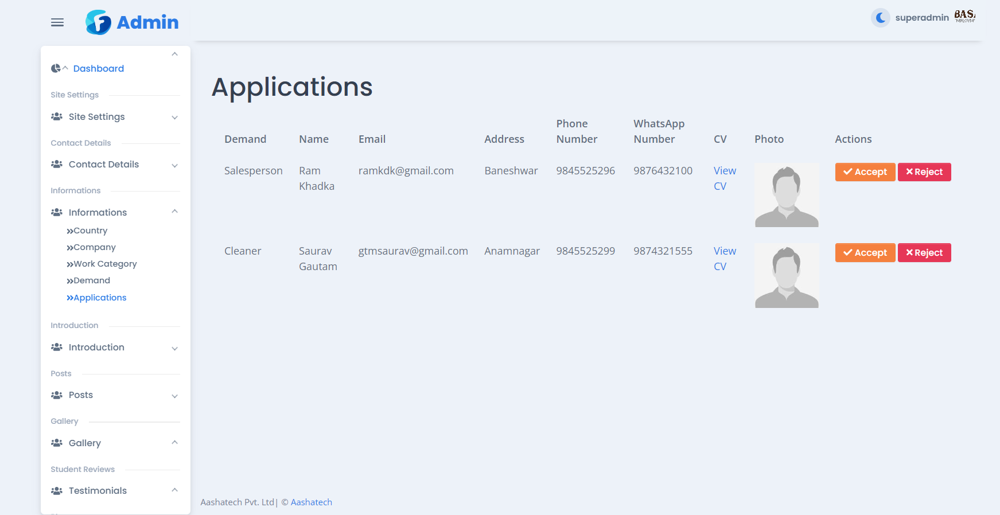 Admin
superadmin
BAS
Dashboard
Site Settings
Site Settings
Contact Details
Contact Details
Informations
Informations
Country
Company
Work Category
Demand
Applications
Introduction
Introduction
Posts
Posts
Gallery
Gallery
Student Reviews
Testimonials
Applications
Demand Name Email Address Phone Number WhatsApp Number CV Photo Actions
Salesperson Ram Khadka ramkdk@gmail.com Baneshwar 9845525296 9876432100 View CV Accept Reject
Cleaner Saurav Gautam gtmsaurav@gmail.com Anamnagar 9845525299 9874321555 View CV Accept Reject
Aashatech Pvt. Ltd| © Aashatech